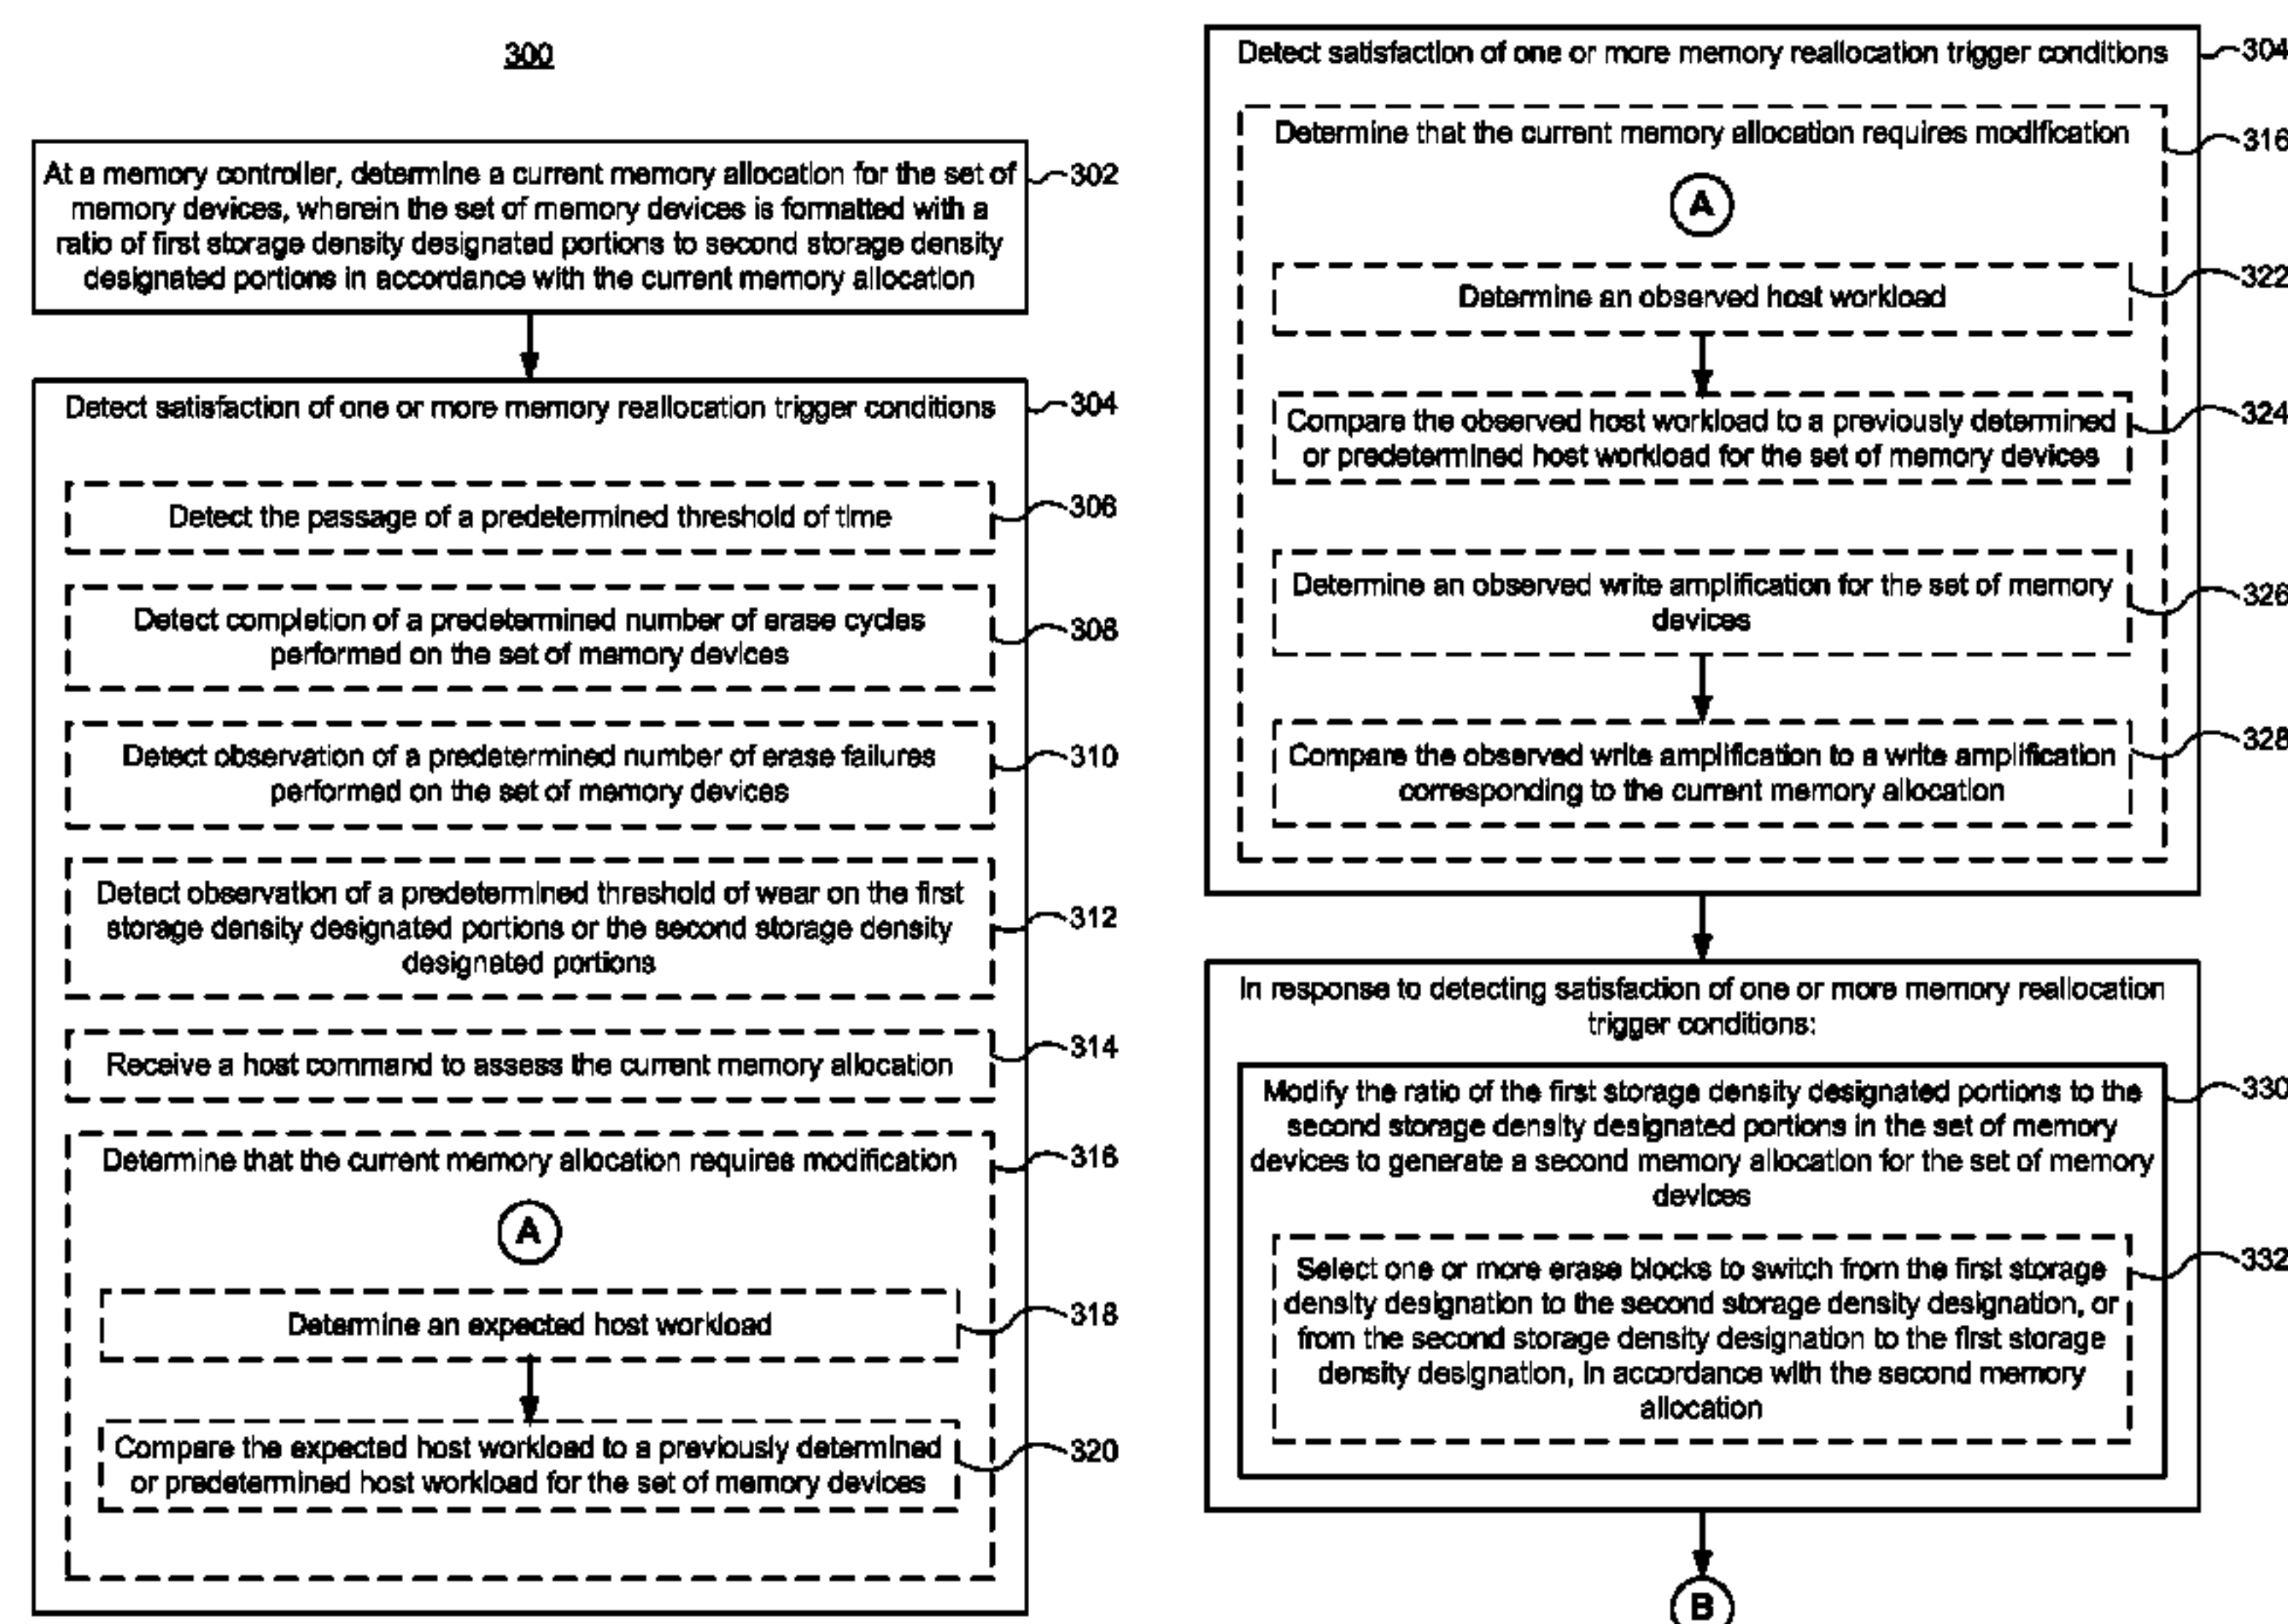 300
At a memory controller, determine a current memory allocation for the set of
memory devices, wherein the set of memory devices is formatted with a
ratio of first storage density designated portions to second storage density
designated portions in accordance with the current memory allocation
302
Detect satisfaction of one or more memory reallocation trigger conditions
304
Detect the passage of a predetermined threshold of time
306
Detect completion of a predetermined number of erase cycles
performed on the set of memory devices
308
Detect observation of a predetermined number of erase failures
performed on the set of memory devices
310
Detect observation of a predetermined threshold of wear on the first
storage density designated portions or the second storage density
designated portions
312
Receive a host command to assess the current memory allocation
314
Determine that the current memory allocation requires modification
316
A
Determine an expected host workload
318
Compare the expected host workload to a previously determined
or predetermined host workload for the set of memory devices
320
Detect satisfaction of one or more memory reallocation trigger conditions
304
Determine that the current memory allocation requires modification
316
A
Determine an observed host workload
322
Compare the observed host workload to a previously determined
or predetermined host workload for the set of memory devices
324
Determine an observed write amplification for the set of memory
devices
326
Compare the observed write amplification to a write amplification
corresponding to the current memory allocation
328
In response to detecting satisfaction of one or more memory reallocation
trigger conditions:
Modify the ratio of the first storage density designated portions to the
second storage density designated portions in the set of memory
devices to generate a second memory allocation for the set of memory
devices
330
Select one or more erase blocks to switch from the first storage
density designation to the second storage density designation, or
from the second storage density designation to the first storage
density designation, in accordance with the second memory
allocation
332
B